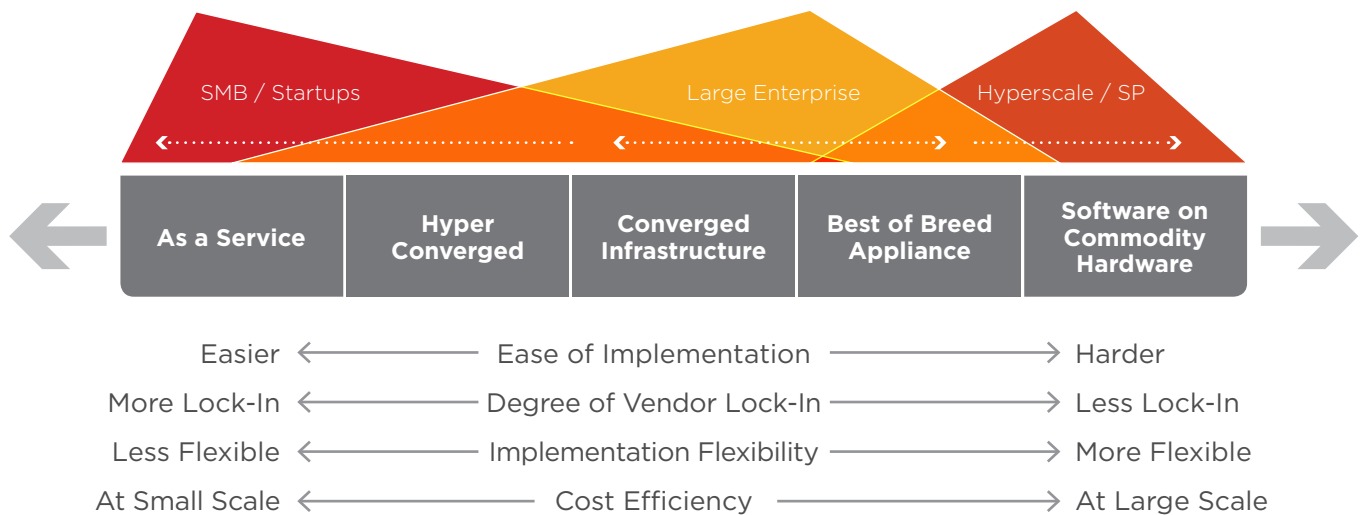 SMB / Startups
Large Enterprise
Hyperscale / SP
As a Service
Hyper
Converged
Converged
Infrastructure
Best of Breed
Appliance
Software on
Commodity
Hardware
Easier Ease of Implementation Harder
More Lock-In Degree of Vendor Lock-In Less Lock-In
Less Flexible Implementation Flexibility More Flexible
At Small Scale Cost Efficiency At Large Scale